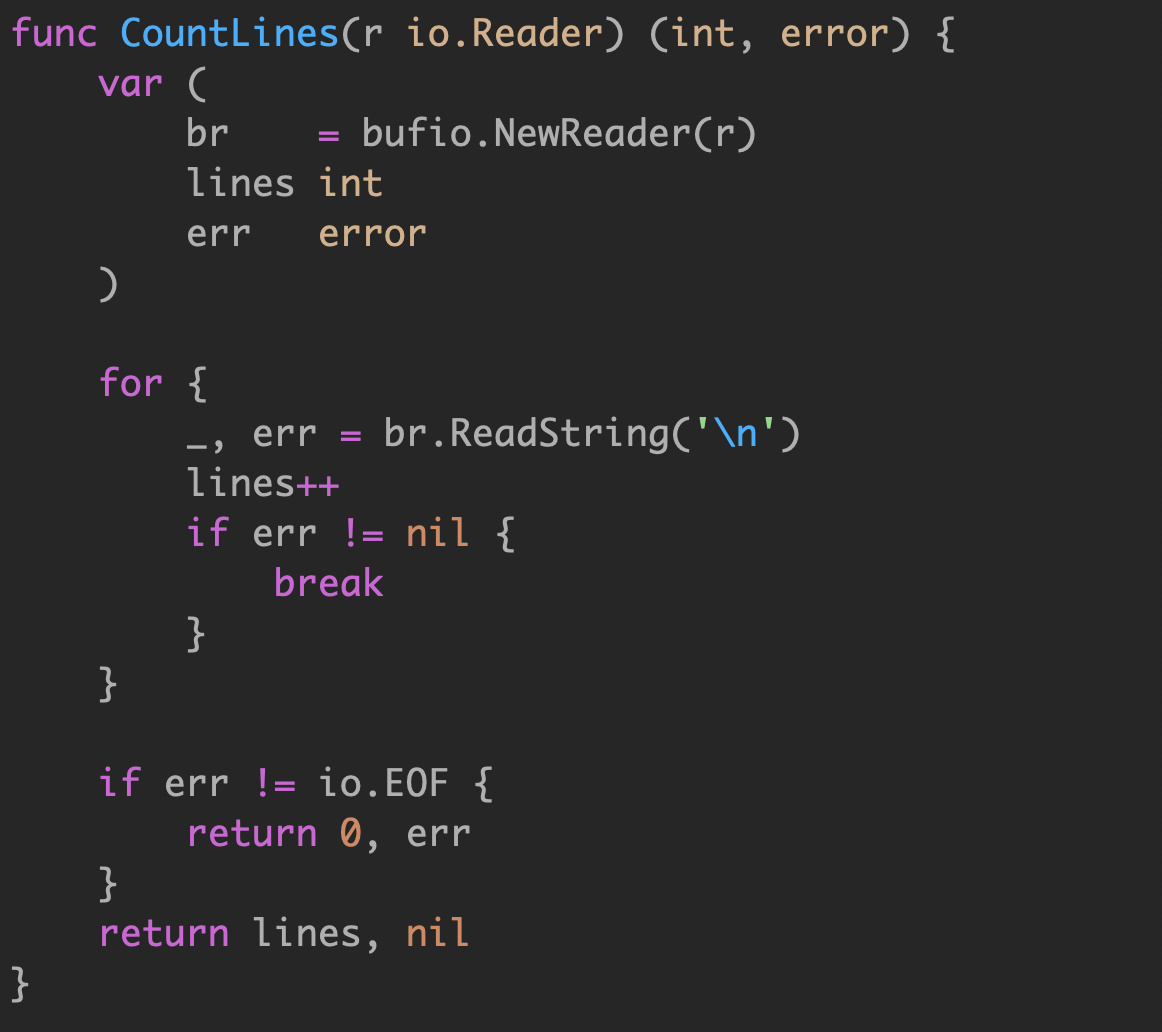 func CountLines(r io.Reader) (int, error) {
    var (
        br    = bufio.NewReader(r)
        lines int
        err   error
    )

    for {
        _, err = br.ReadString('\n')
        lines++
        if err != nil {
            break
        }
    }

    if err != io.EOF {
        return 0, err
    }
    return lines, nil
}